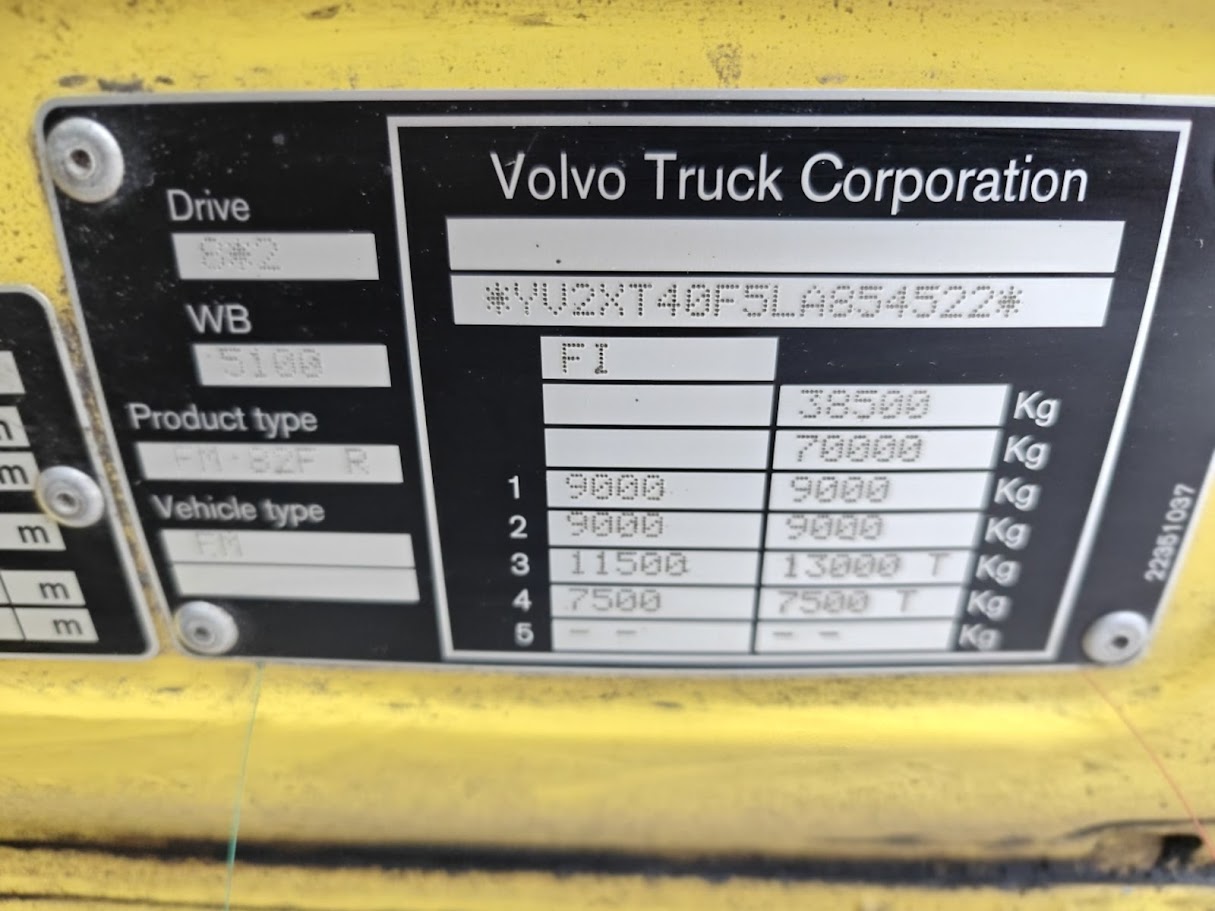 Volvo Truck Corporation
Drive
8*2
*YV2XT40F5LA854522*
WB
5100
FI
38500 Kg
Product type
70000 Kg
FM 82F R
1 9000 9000 Kg
Vehicle type
2 9000 9000 Kg
FM
3 11500 13000 T Kg
4 7500 7500 T Kg
5 - - - - Kg
22351037
m
m
m
m
m